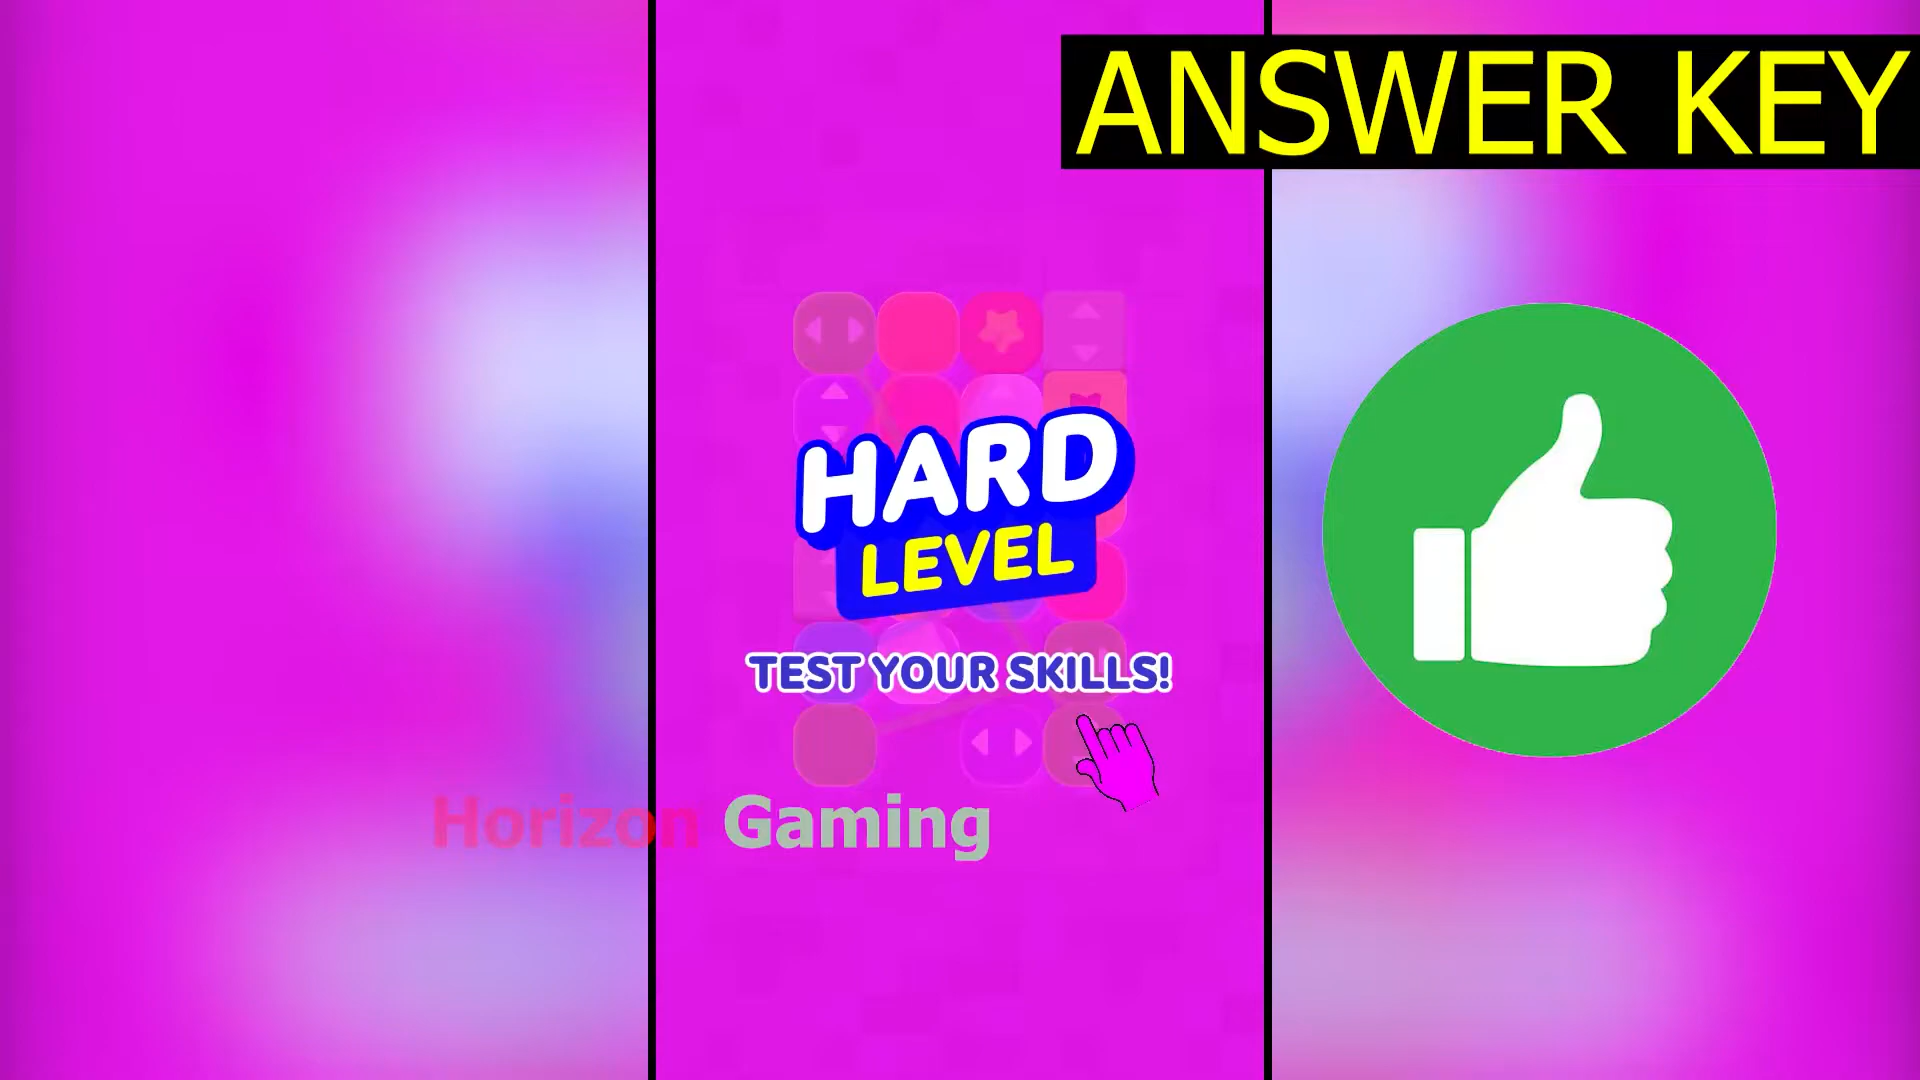 ANSWER KEY
HARD
LEVEL
TEST YOUR SKILLS!
Horizon Gaming